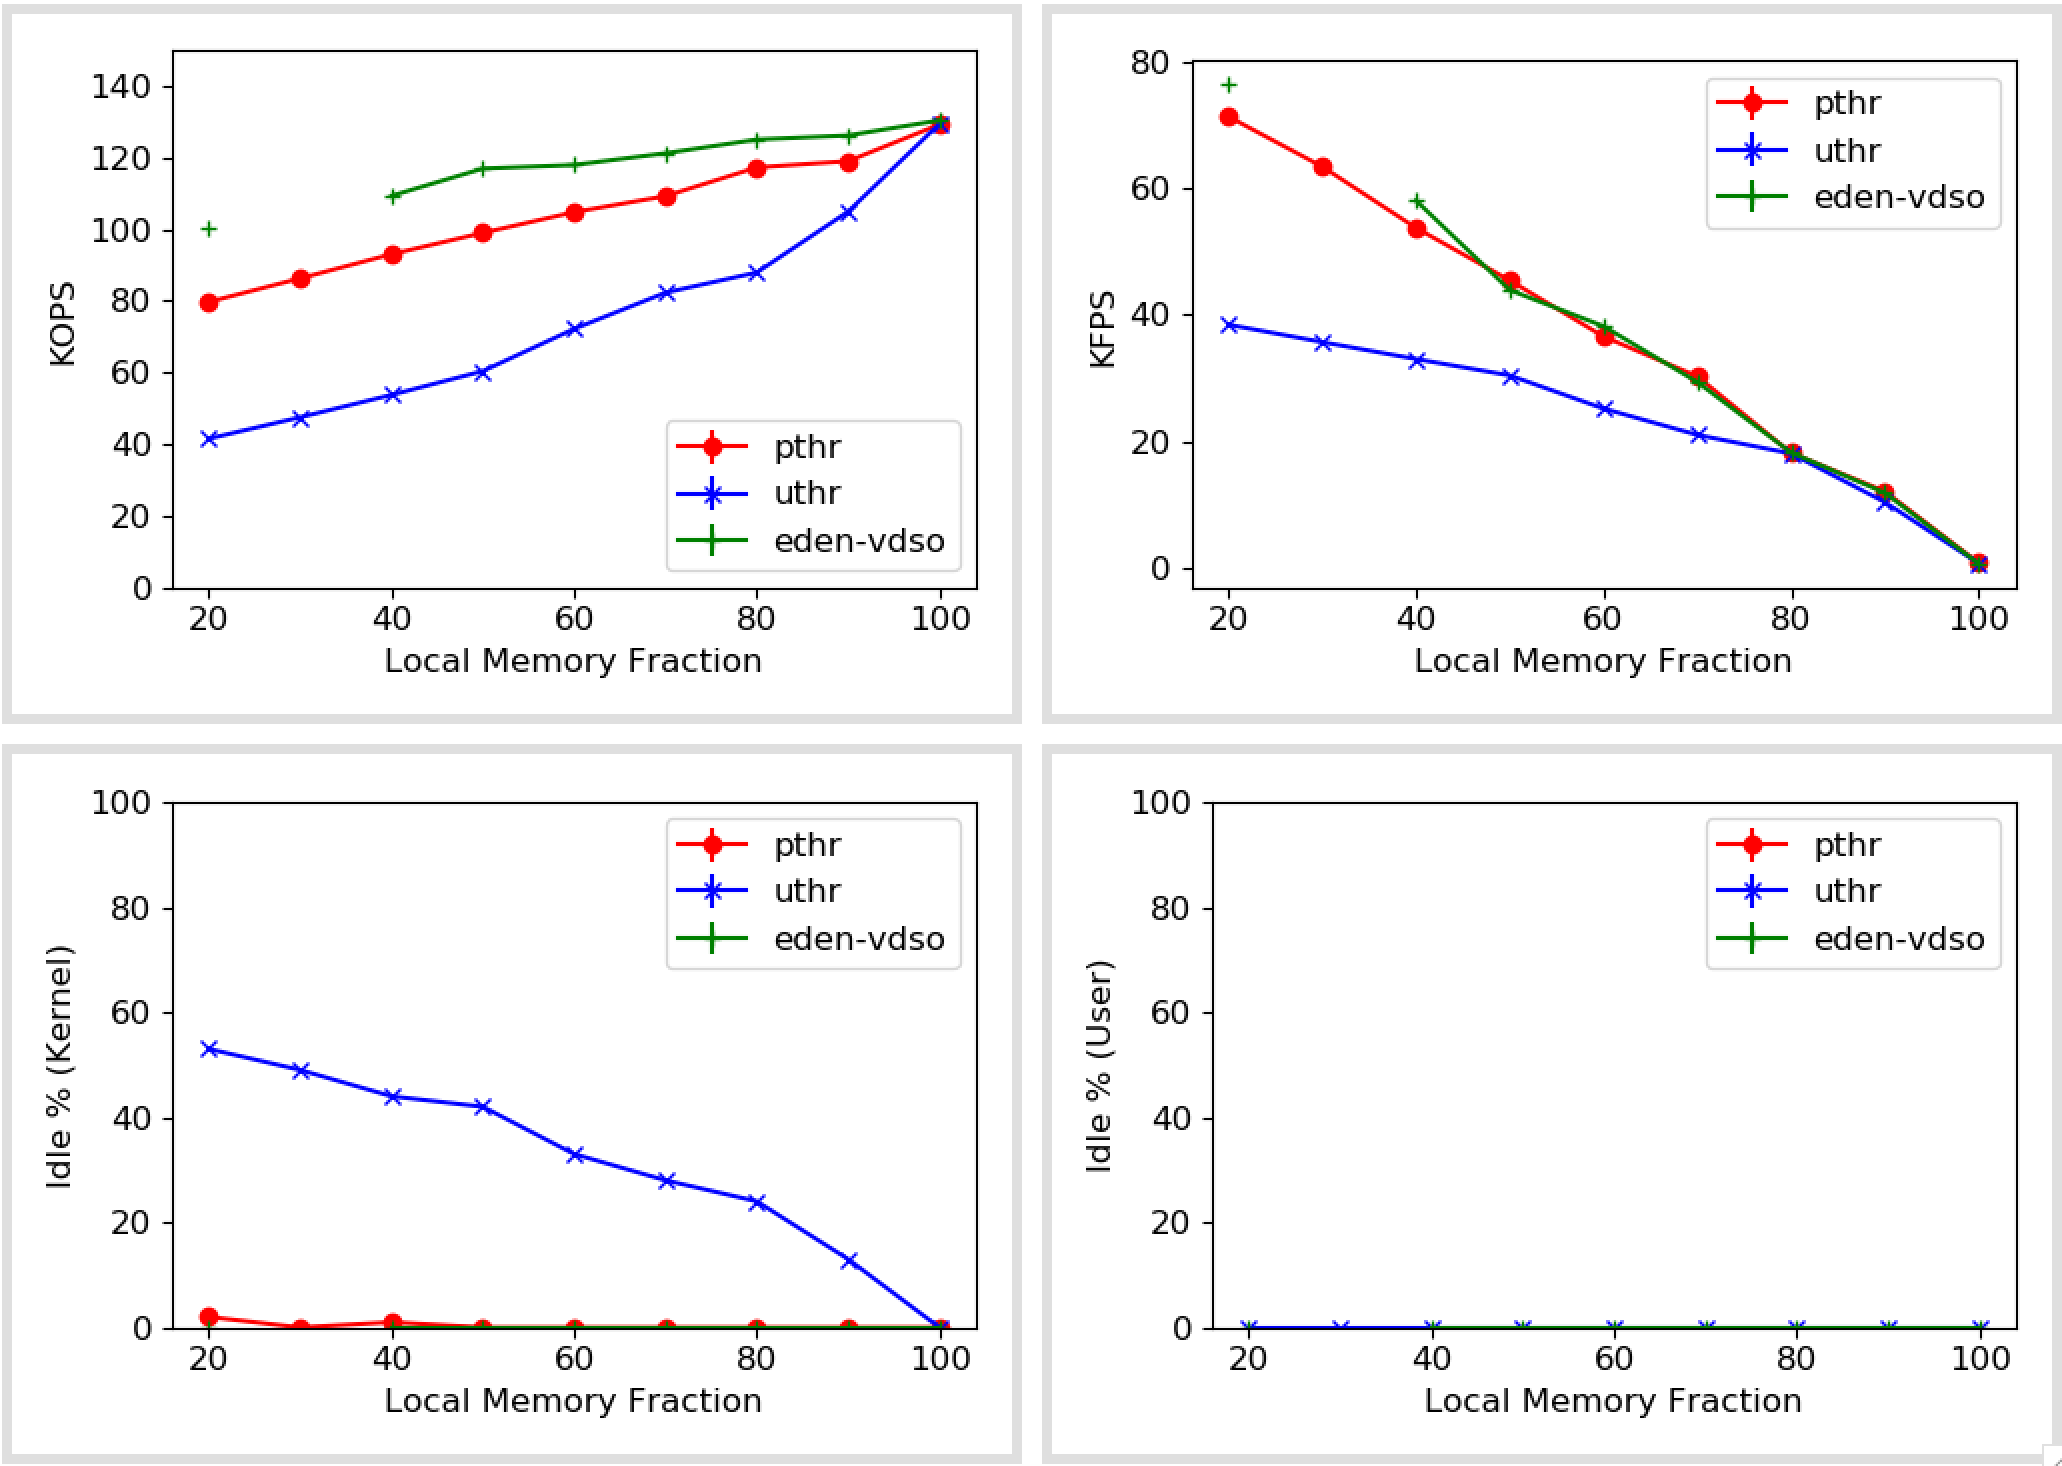 140
120
100
80
60
40
20
0
KOPS
pthr
uthr
eden-vdso
20 40 60 80 100
Local Memory Fraction
80
60
40
20
0
KFPS
pthr
uthr
eden-vdso
20 40 60 80 100
Local Memory Fraction
100
80
60
40
20
0
Idle % (Kernel)
pthr
uthr
eden-vdso
20 40 60 80 100
Local Memory Fraction
100
80
60
40
20
0
Idle % (User)
pthr
uthr
eden-vdso
20 40 60 80 100
Local Memory Fraction